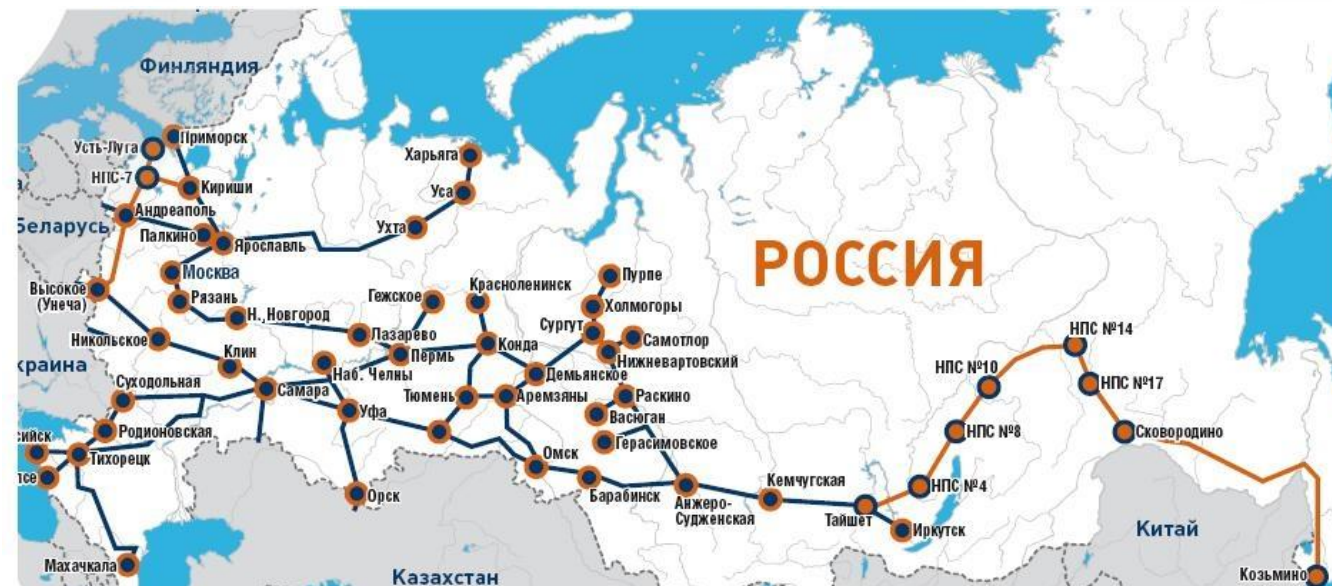 Финляндия
Усть-Луга
Приморск
НПС-7
Кириши
Харьяга
Уса
Ухта
Андреаполь
Беларусь
Палкино
Ярославль
РОССИЯ
Москва
Высокое
(Унеча)
Рязань
Н. Новгород
Гежское
Красноленинск
Пурпе
Холмогоры
Сургут
Самотлор
Нижневартовский
Никольское
Лазарево
Пермь
Конда
Клин
Наб. Челны
Демьянское
краина
Суходольная
Самара
Тюмень
Аремзяны
Раскино
Уфа
Васюган
Родионовская
Герасимовское
сийск
Тихорецк
Омск
псе
Орск
Барабинск
Анжеро-
Судженская
Кемчугская
Тайшет
Иркутск
НПС №4
НПС №8
НПС №10
НПС №14
НПС №17
Сковородино
Китай
Козьмино
Махачкала
Казахстан